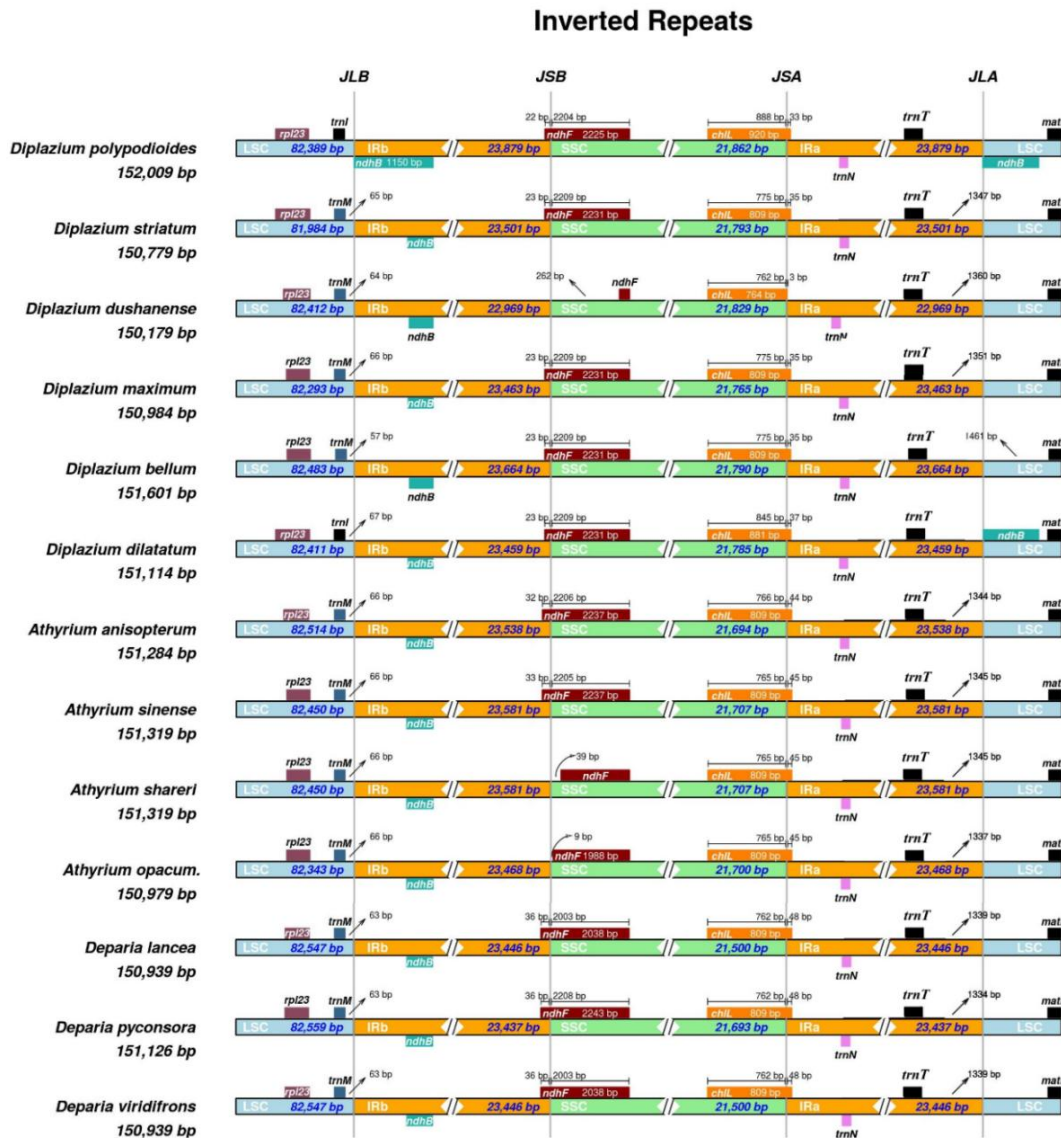 Inverted Repeats
JLB JSB JSA JLA
22 bp 2204 bp 888 bp 33 bp
rpl23 trnI ndhF 2225 bp chlL 920 bp trnT mat
Diplazium polypodioides LSC 82,389 bp IRb 23,879 bp SSC 21,862 bp IRa 23,879 bp LSC
152,009 bp ndhB 1150 bp trnN ndhB
65 bp 23 bp 2209 bp 775 bp 35 bp 1347 bp
rpl23 trnM ndhF 2231 bp chlL 809 bp trnT mat
Diplazium striatum LSC 81,984 bp IRb 23,501 bp SSC 21,793 bp IRa 23,501 bp LSC
150,779 bp ndhB trnN
64 bp 262 bp 762 bp 3 bp 1360 bp
rpl23 trnM ndhF chlL 764 bp trnT mat
Diplazium dushanense LSC 82,412 bp IRb 22,969 bp SSC 21,829 bp IRa 22,969 bp LSC
150,179 bp ndhB trnN
66 bp 23 bp 2209 bp 775 bp 35 bp 1351 bp
rpl23 trnM ndhF 2231 bp chlL 809 bp trnT mat
Diplazium maximum LSC 82,293 bp IRb 23,463 bp SSC 21,765 bp IRa 23,463 bp LSC
150,984 bp ndhB trnN
57 bp 23 bp 2209 bp 775 bp 35 bp 1461 bp
rpl23 trnM ndhF 2231 bp chlL 809 bp trnT mat
Diplazium bellum LSC 82,483 bp IRb 23,664 bp SSC 21,790 bp IRa 23,664 bp LSC
151,601 bp ndhB trnN
67 bp 23 bp 2209 bp 845 bp 37 bp
rpl23 trnI ndhF 2231 bp chlL 881 bp trnT ndhB mat
Diplazium dilatatum LSC 82,411 bp IRb 23,459 bp SSC 21,785 bp IRa 23,459 bp LSC
151,114 bp ndhB trnN
66 bp 32 bp 2206 bp 766 bp 44 bp 1344 bp
rpl23 trnM ndhF 2237 bp chlL 809 bp trnT mat
Athyrium anisopterum LSC 82,514 bp IRb 23,538 bp SSC 21,694 bp IRa 23,538 bp LSC
151,284 bp ndhB trnN
66 bp 33 bp 2205 bp 765 bp 45 bp 1345 bp
rpl23 trnM ndhF 2237 bp chlL 809 bp trnT mat
Athyrium sinense LSC 82,450 bp IRb 23,581 bp SSC 21,707 bp IRa 23,581 bp LSC
151,319 bp ndhB trnN
66 bp 39 bp 765 bp 45 bp 1345 bp
rpl23 trnM ndhF chlL 809 bp trnT mat
Athyrium shareri LSC 82,450 bp IRb 23,581 bp SSC 21,707 bp IRa 23,581 bp LSC
151,319 bp ndhB trnN
66 bp 9 bp 765 bp 45 bp 1337 bp
rpl23 trnM ndhF 1988 bp chlL 809 bp trnT mat
Athyrium opacum. LSC 82,343 bp IRb 23,468 bp SSC 21,700 bp IRa 23,468 bp LSC
150,979 bp ndhB trnN
63 bp 36 bp 2003 bp 762 bp 48 bp 1339 bp
rpl23 trnM ndhF 2038 bp chlL 809 bp trnT mat
Deparia lancea LSC 82,547 bp IRb 23,446 bp SSC 21,500 bp IRa 23,446 bp LSC
150,939 bp ndhB trnN
63 bp 36 bp 2208 bp 762 bp 48 bp 1334 bp
rpl23 trnM ndhF 2243 bp chlL 809 bp trnT mat
Deparia pyconsora LSC 82,559 bp IRb 23,437 bp SSC 21,693 bp IRa 23,437 bp LSC
151,126 bp ndhB trnN
63 bp 36 bp 2003 bp 762 bp 48 bp 1339 bp
rpl23 trnM ndhF 2038 bp chlL 809 bp trnT mat
Deparia viridifrons LSC 82,547 bp IRb 23,446 bp SSC 21,500 bp IRa 23,446 bp LSC
150,939 bp ndhB trnN